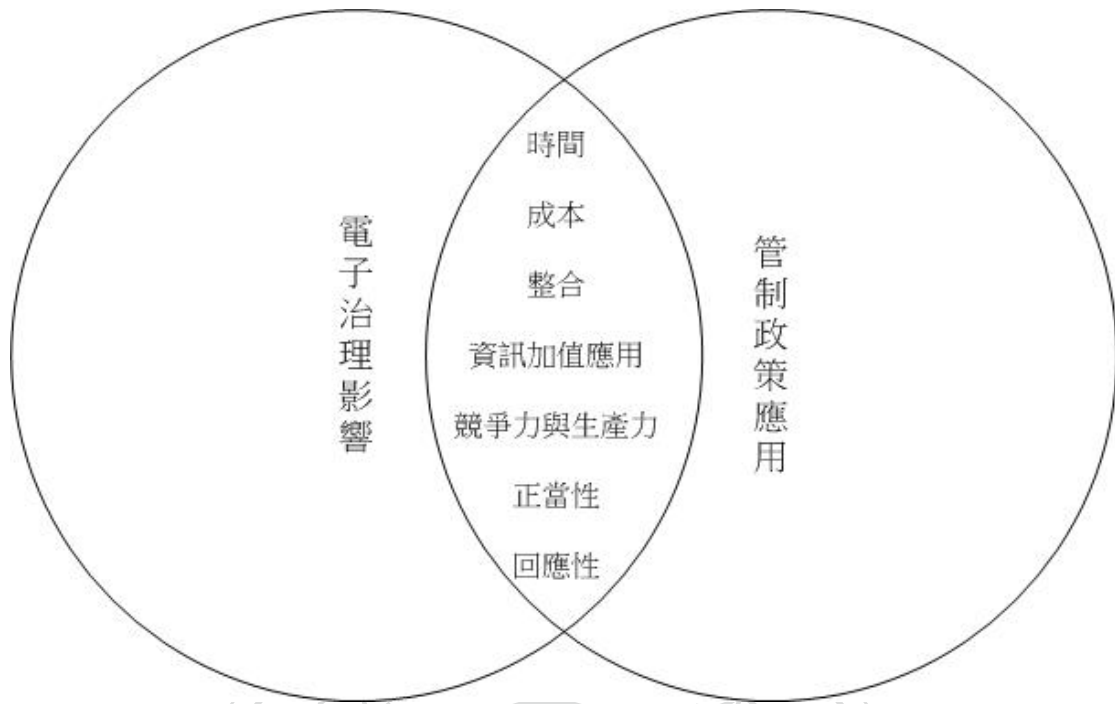 電子治理影響
時間
成本
整合
資訊加值應用
競爭力與生產力
正當性
回應性
管制政策應用